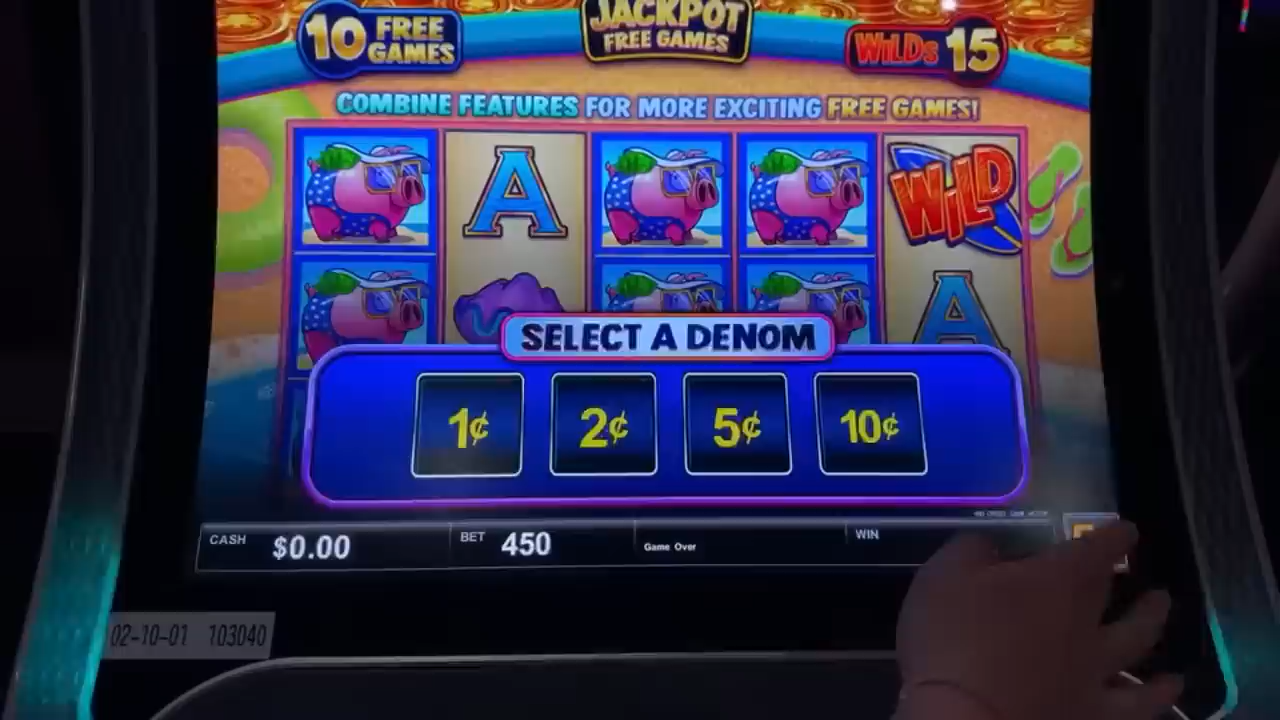 10 FREE GAMES
JACKPOT FREE GAMES
WiLDs 15
COMBINE FEATURES FOR MORE EXCITING FREE GAMES!
A
WiLD
A
SELECT A DENOM
1¢ 2¢ 5¢ 10¢
CASH $0.00 BET 450 Game Over WIN
02-10-01 103040